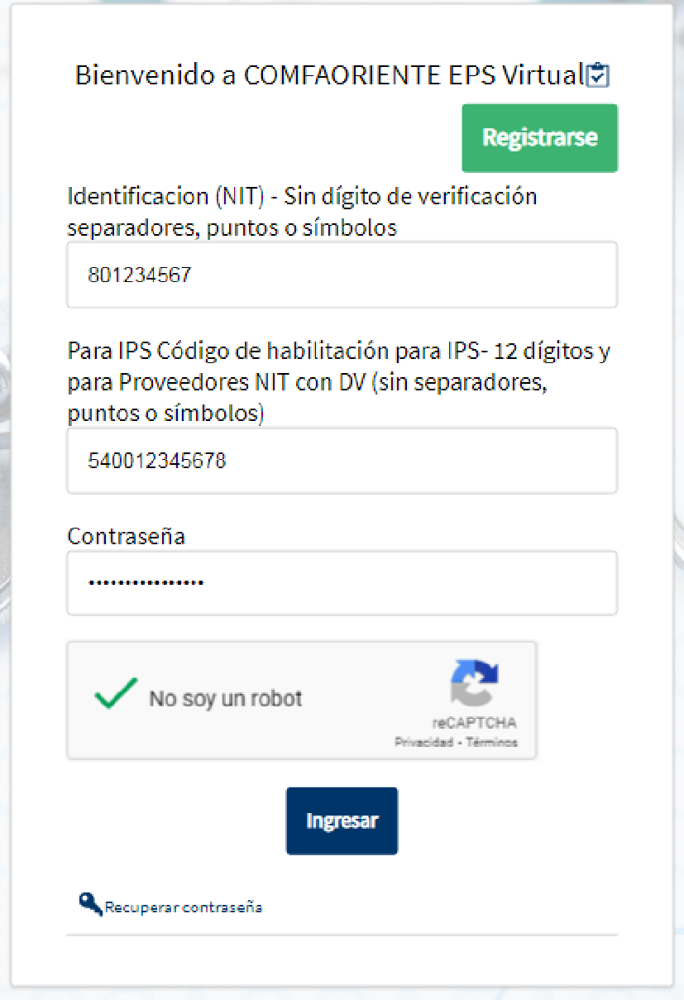 Bienvenido a COMFAORIENTE EPS Virtual
Registrarse
Identificacion (NIT) - Sin dígito de verificación
separadores, puntos o símbolos
801234567
Para IPS Código de habilitación para IPS- 12 dígitos y
para Proveedores NIT con DV (sin separadores,
puntos o símbolos)
540012345678
Contraseña
••••••••••••••••
No soy un robot
reCAPTCHA
Privacidad - Términos
Ingresar
Recuperar contraseña